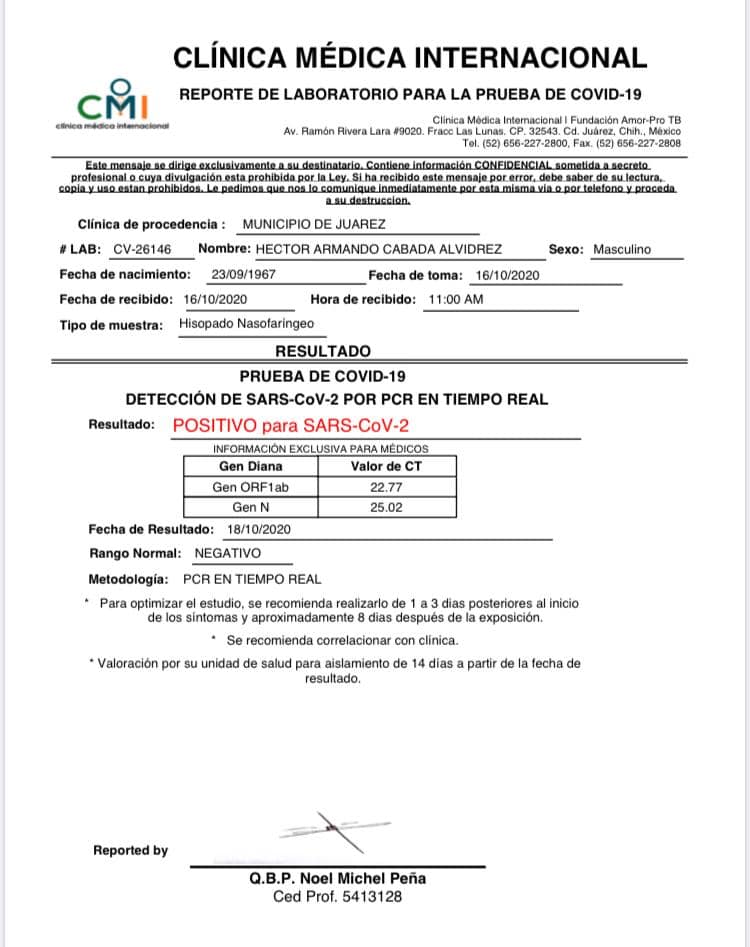 CLÍNICA MÉDICA INTERNACIONAL
CMI
clínica médica internacional
REPORTE DE LABORATORIO PARA LA PRUEBA DE COVID-19
Clínica Médica Internacional I Fundación Amor-Pro TB
Av. Ramón Rivera Lara #9020. Fracc Las Lunas. CP. 32543. Cd. Juárez, Chih., México
Tel. (52) 656-227-2800, Fax. (52) 656-227-2808
Este mensaje se dirige exclusivamente a su destinatario. Contiene información CONFIDENCIAL sometida a secreto
profesional o cuya divulgación esta prohibida por la Ley. Si ha recibido este mensaje por error, debe saber de su lectura,
copia y uso estan prohibidos. Le pedimos que nos lo comunique inmediatamente por esta misma via o por telefono y proceda
a su destruccion.
Clínica de procedencia : MUNICIPIO DE JUAREZ
# LAB: CV-26146 Nombre: HECTOR ARMANDO CABADA ALVIDREZ Sexo: Masculino
Fecha de nacimiento: 23/09/1967 Fecha de toma: 16/10/2020
Fecha de recibido: 16/10/2020 Hora de recibido: 11:00 AM
Tipo de muestra: Hisopado Nasofaringeo
RESULTADO
PRUEBA DE COVID-19
DETECCIÓN DE SARS-CoV-2 POR PCR EN TIEMPO REAL
Resultado: POSITIVO para SARS-CoV-2
INFORMACIÓN EXCLUSIVA PARA MÉDICOS
Gen Diana Valor de CT
Gen ORF1ab 22.77
Gen N 25.02
Fecha de Resultado: 18/10/2020
Rango Normal: NEGATIVO
Metodología: PCR EN TIEMPO REAL
* Para optimizar el estudio, se recomienda realizarlo de 1 a 3 dias posteriores al inicio
de los síntomas y aproximadamente 8 dias después de la exposición.
* Se recomienda correlacionar con clínica.
* Valoración por su unidad de salud para aislamiento de 14 días a partir de la fecha de
resultado.
Reported by
Q.B.P. Noel Michel Peña
Ced Prof. 5413128